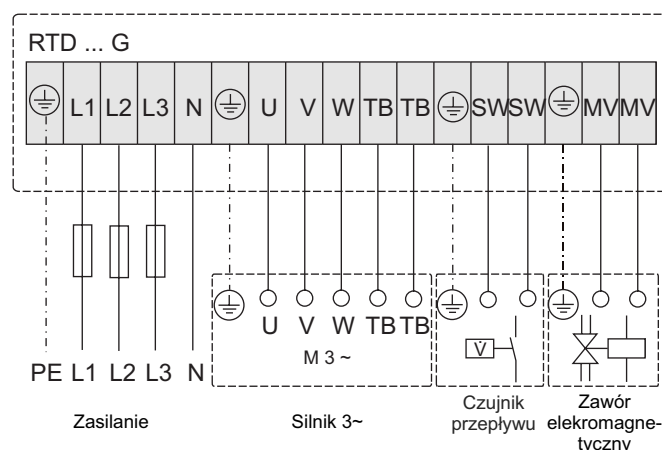 RTD ... G
L1 L2 L3 N U V W TB TB SW SW MV MV
U V W TB TB
M 3 ~
V̇
PE L1 L2 L3 N
Zasilanie
Silnik 3~
Czujnik
przepływu
Zawór
elekromagne-
tyczny